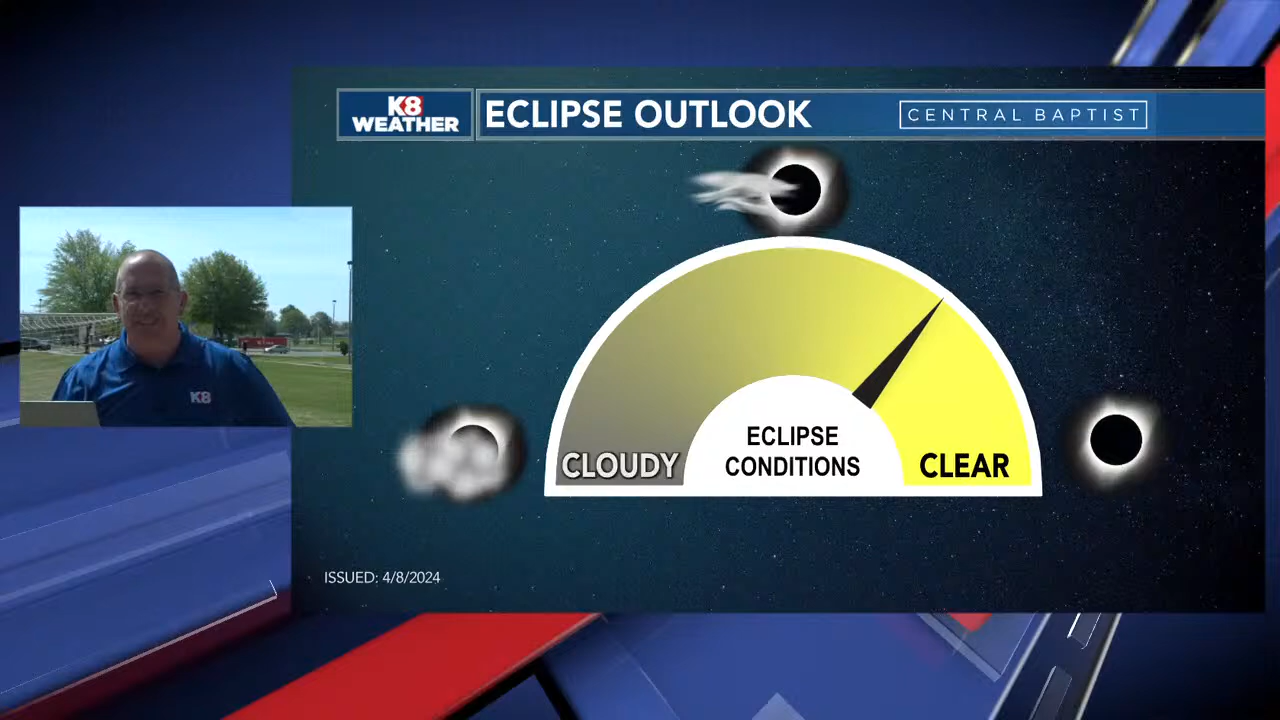 K8
WEATHER
ECLIPSE OUTLOOK
CENTRAL BAPTIST
K8
ECLIPSE
CONDITIONS
CLOUDY
CLEAR
ISSUED: 4/8/2024